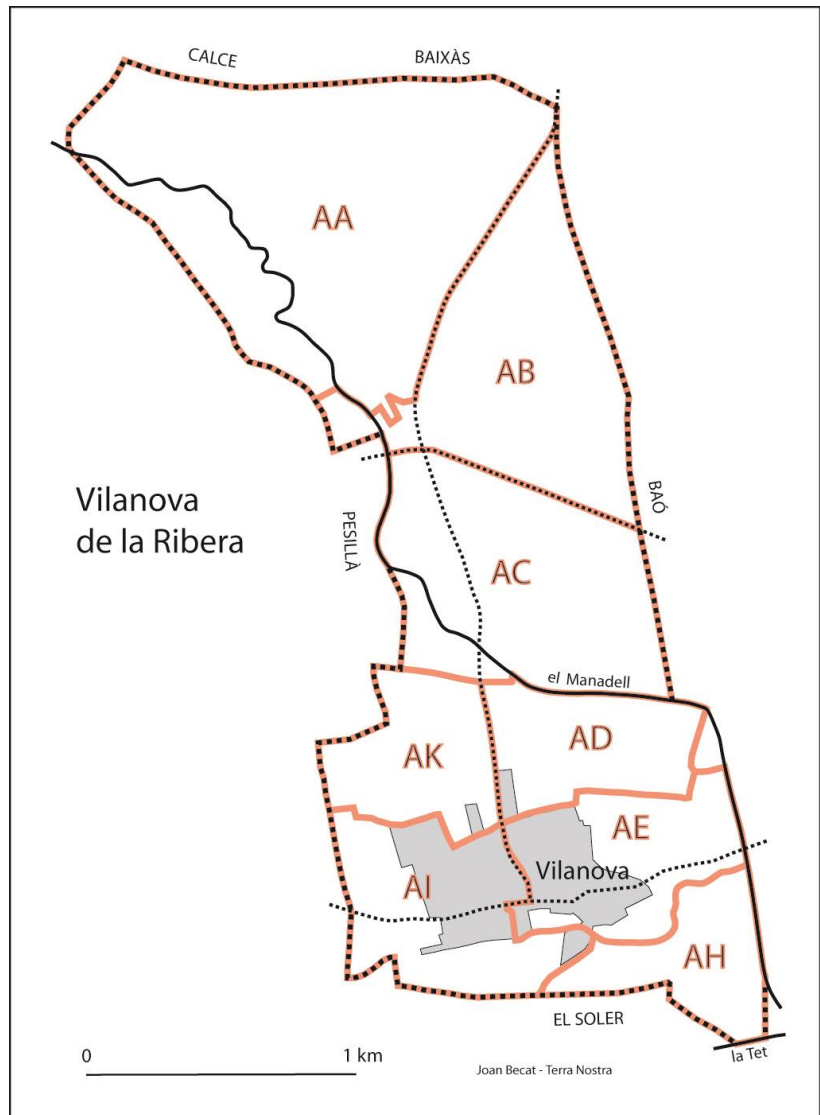 CALCE
BAIXÀS
AA
AB
Vilanova
de la Ribera
PESILLÀ
BAÓ
AC
el Manadell
AK
AD
AE
Vilanova
AI
AH
EL SOLER
la Tet
0
1 km
Joan Becat - Terra Nostra